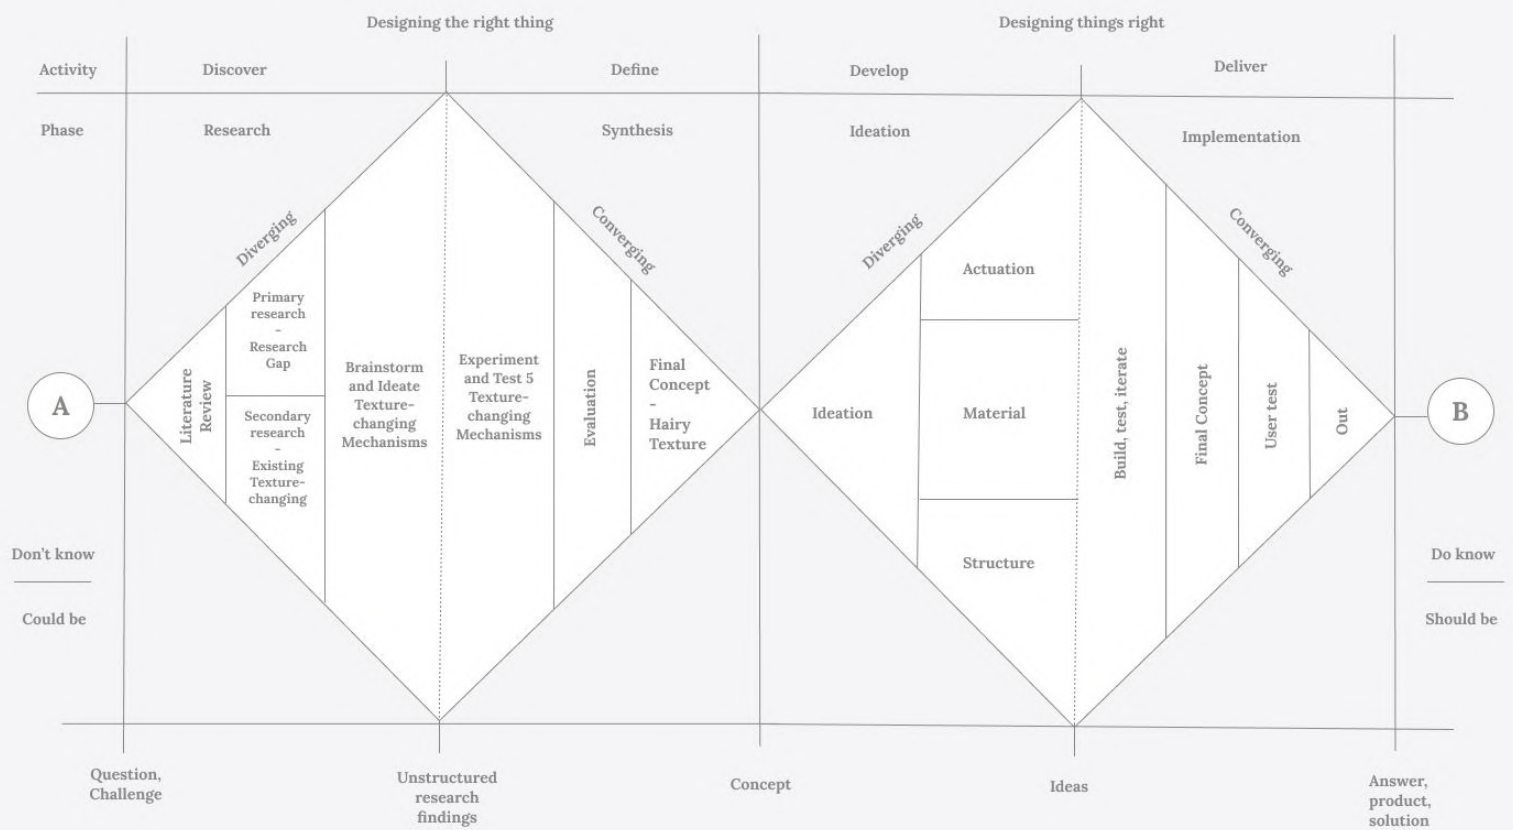 Designing the right thing
Designing things right
Activity
Discover
Define
Develop
Deliver
Phase
Research
Synthesis
Ideation
Implementation
Diverging
Converging
Diverging
Converging
A
Literature
Review
Primary
research
-
Research
Gap
Secondary
research
-
Existing
Texture-
changing
Brainstorm
and Ideate
Texture-
changing
Mechanisms
Experiment
and Test 5
Texture-
changing
Mechanisms
Evaluation
Final
Concept
-
Hairy
Texture
Ideation
Actuation
Material
Structure
Build, test, iterate
Final Concept
User test
Out
B
Don't know
Could be
Do know
Should be
Question,
Challenge
Unstructured
research
findings
Concept
Ideas
Answer,
product,
solution